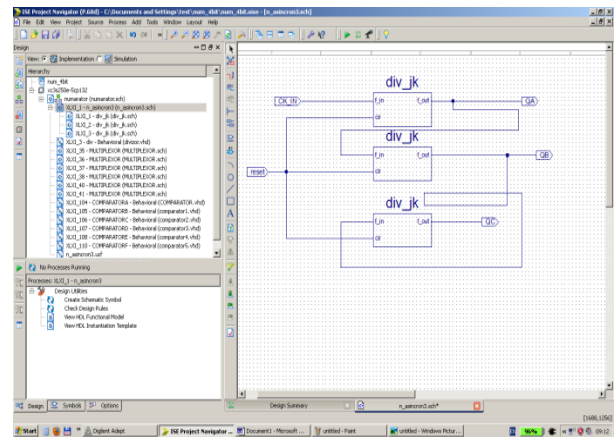 ISE Project Navigator (P.68d) - C:\Documents and Settings\test\num_4bit\num_4bit.xise - [n_asincron3.sch]
File Edit View Project Source Process Add Tools Window Layout Help
Design
View: Implementation Simulation
Hierarchy
num_4bit
xc3s250e-5cp132
numarator (numarator.sch)
XLXI_1 - n_asincron3 (n_asincron3.sch)
XLXI_1 - div_jk (div_jk.sch)
XLXI_2 - div_jk (div_jk.sch)
XLXI_3 - div_jk (div_jk.sch)
XLXI_3 - div - Behavioral (divizor.vhd)
XLXI_35 - MULTIPLEXOR (MULTIPLEXOR.sch)
XLXI_36 - MULTIPLEXOR (MULTIPLEXOR.sch)
XLXI_37 - MULTIPLEXOR (MULTIPLEXOR.sch)
XLXI_38 - MULTIPLEXOR (MULTIPLEXOR.sch)
XLXI_39 - MULTIPLEXOR (MULTIPLEXOR.sch)
XLXI_40 - MULTIPLEXOR (MULTIPLEXOR.sch)
XLXI_41 - MULTIPLEXOR (MULTIPLEXOR.sch)
XLXI_104 - COMPARATORA - Behavioral (COMPARATOR.vhd)
XLXI_105 - COMPARATORB - Behavioral (comparator1.vhd)
XLXI_106 - COMPARATORC - Behavioral (comparator2.vhd)
XLXI_107 - COMPARATORD - Behavioral (comparator3.vhd)
XLXI_108 - COMPARATORE - Behavioral (comparator4.vhd)
XLXI_110 - COMPARATORF - Behavioral (comparator5.vhd)
n_asincron3.ucf
No Processes Running
Processes: XLXI_1 - n_asincron3
Design Utilities
Create Schematic Symbol
Check Design Rules
View HDL Functional Model
View HDL Instantiation Template
Design Symbols Options
div_jk
CK_IN f_in f_out QA
clr
div_jk
f_in f_out QB
reset clr
div_jk
f_in f_out QC
clr
Design Summary n_asincron3.sch*
[1688,1256]
Start Digilent Adept ISE Project Navigator ... Document1 - Microsoft ... untitled - Paint untitled - Windows Pictur... 96% 09:12